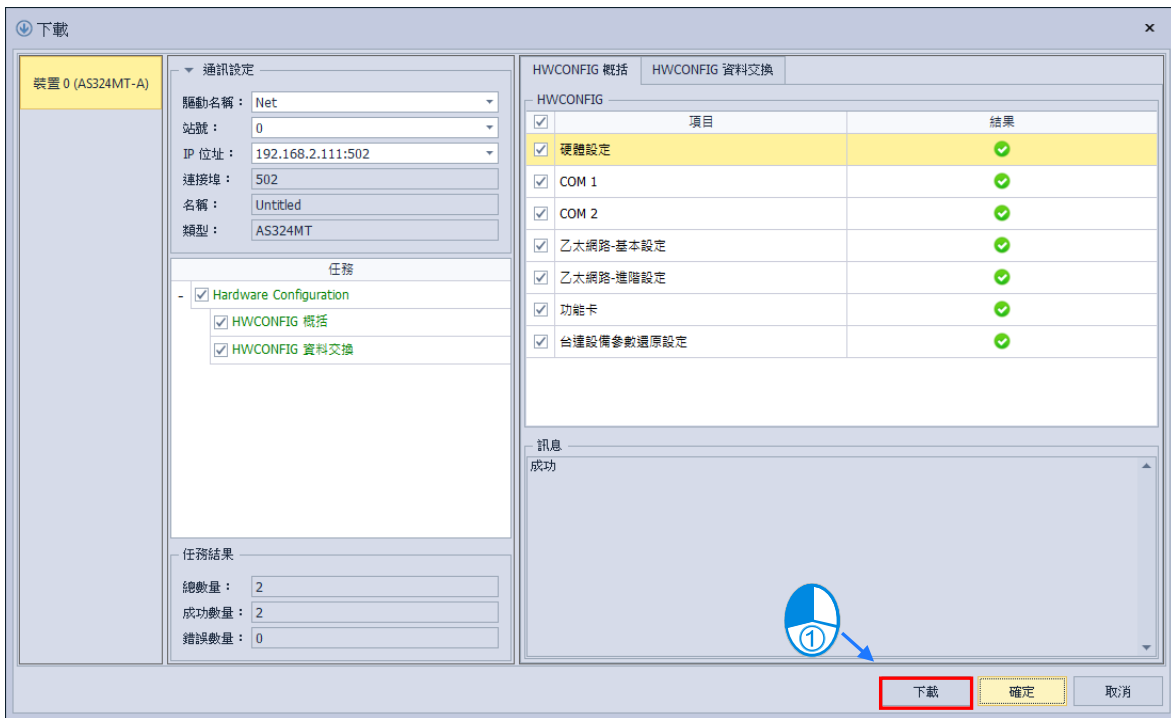 下載
裝置 0 (AS324MT-A)
通訊設定
驅動名稱： Net
站號： 0
IP 位址： 192.168.2.111:502
連接埠： 502
名稱： Untitled
類型： AS324MT
任務
Hardware Configuration
HWCONFIG 概括
HWCONFIG 資料交換
任務結果
總數量： 2
成功數量： 2
錯誤數量： 0
HWCONFIG 概括 HWCONFIG 資料交換
HWCONFIG
項目 結果
硬體設定
COM 1
COM 2
乙太網路-基本設定
乙太網路-進階設定
功能卡
台達設備參數還原設定
訊息
成功
①
下載 確定 取消